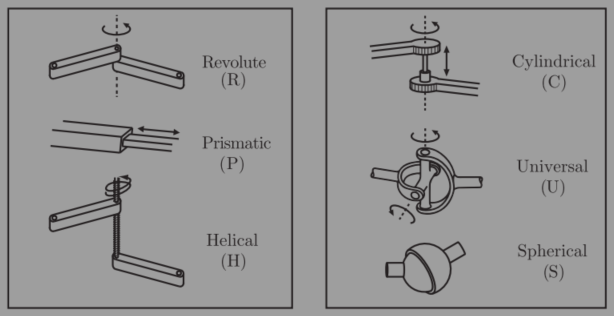 Revolute
(R)
Prismatic
(P)
Helical
(H)
Cylindrical
(C)
Universal
(U)
Spherical
(S)